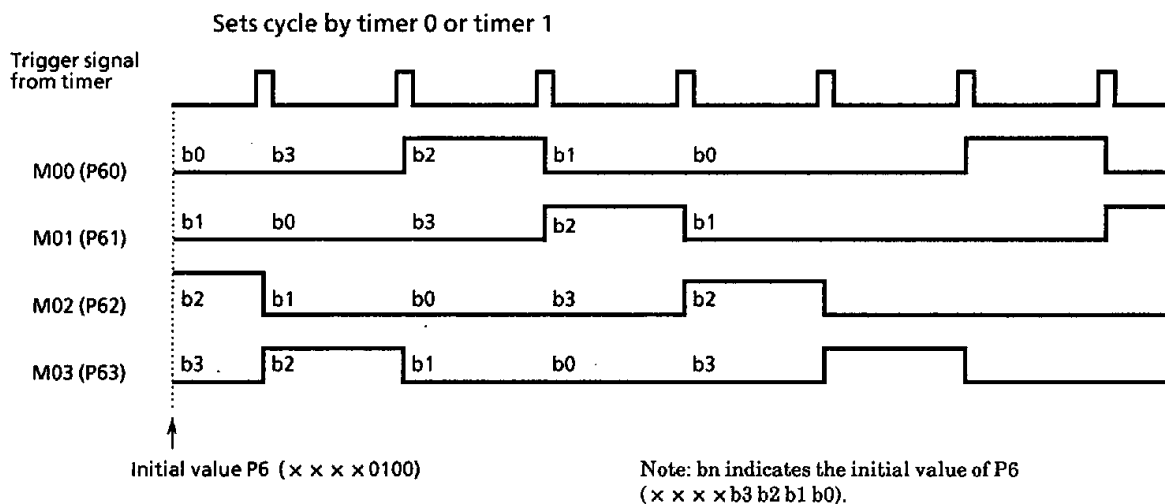 Sets cycle by timer 0 or timer 1
Trigger signal
from timer
M00 (P60)
b0 b3 b2 b1 b0
M01 (P61)
b1 b0 b3 b2 b1
M02 (P62)
b2 b1 b0 b3 b2
M03 (P63)
b3 b2 b1 b0 b3
Initial value P6 (××××0100)
Note: bn indicates the initial value of P6
(××××b3 b2 b1 b0).